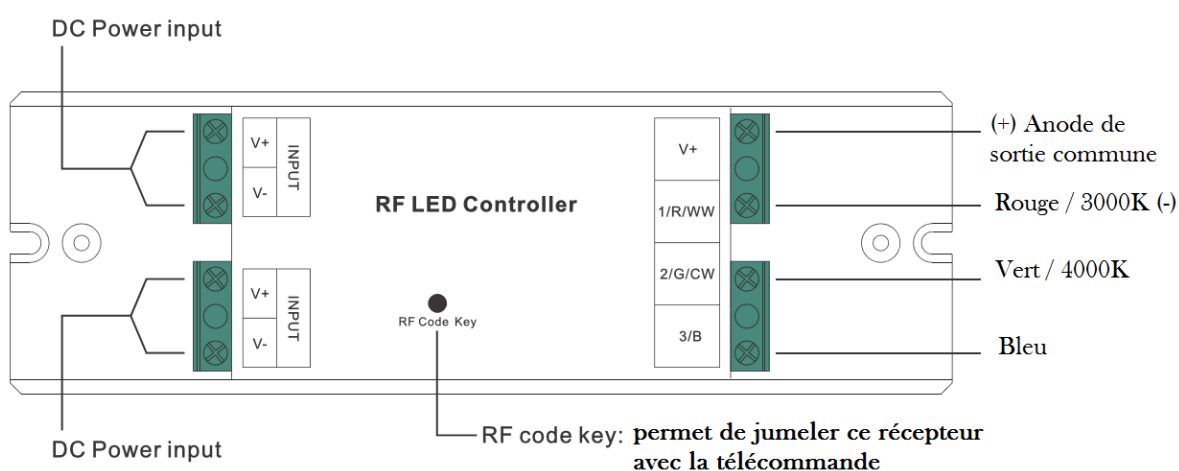 DC Power input
V+
V-
INPUT
RF LED Controller
V+
1/R/WW
2/G/CW
3/B
(+) Anode de
sortie commune
Rouge / 3000K (-)
Vert / 4000K
Bleu
V+
V-
INPUT
RF Code Key
DC Power input
RF code key: permet de jumeler ce récepteur
avec la télécommande